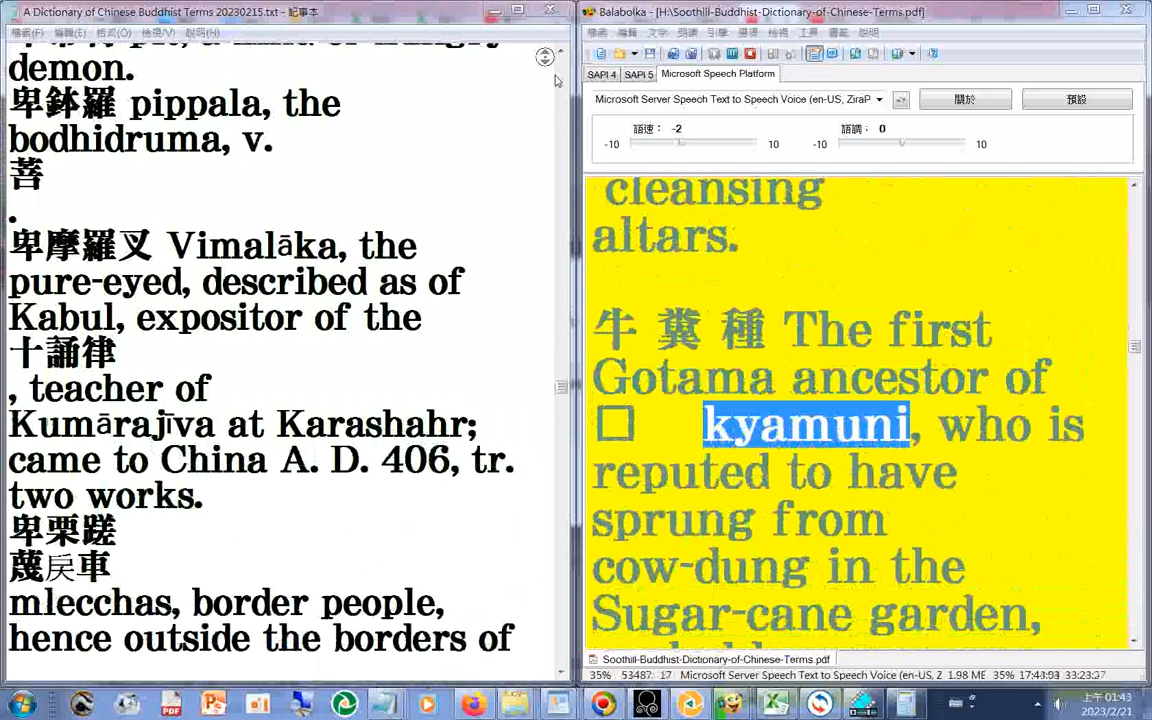 A Dictionary of Chinese Buddhist Terms 20230215.txt - 記事本
demon.
卑鉢羅 pippala, the
bodhidruma, v.
菩
.
卑摩羅叉 Vimalāka, the
pure-eyed, described as of
Kabul, expositor of the
十誦律
, teacher of
Kumārajīva at Karashahr;
came to China A. D. 406, tr.
two works.
卑栗蹉
蔑戾車
mlecchas, border people,
hence outside the borders of
Balabolka - [H:\Soothill-Buddhist-Dictionary-of-Chinese-Terms.pdf]
SAPI 4 SAPI 5 Microsoft Speech Platform
Microsoft Server Speech Text to Speech Voice (en-US, ZiraP
關於
預設
語速： -2
語調： 0
-10 10 -10 10
cleansing
altars.
牛 糞 種 The first
Gotama ancestor of
□ kyamuni, who is
reputed to have
sprung from
cow-dung in the
Sugar-cane garden,
Soothill-Buddhist-Dictionary-of-Chinese-Terms.pdf
35% 53487 Microsoft Server Speech Text to Speech Voice (en-US, Z 1.98 MB 35% 17:43:03 33:23:27
上午 01:43
2023/2/21